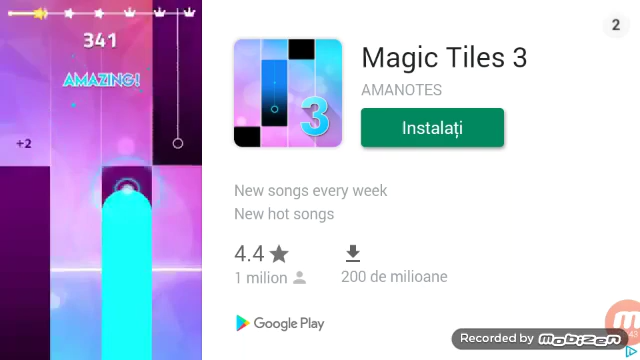 341
AMAZING!
+2
2
3
Magic Tiles 3
AMANOTES
Instalați
New songs every week
New hot songs
4.4
1 milion
200 de milioane
Google Play
Recorded by MOBIZEN